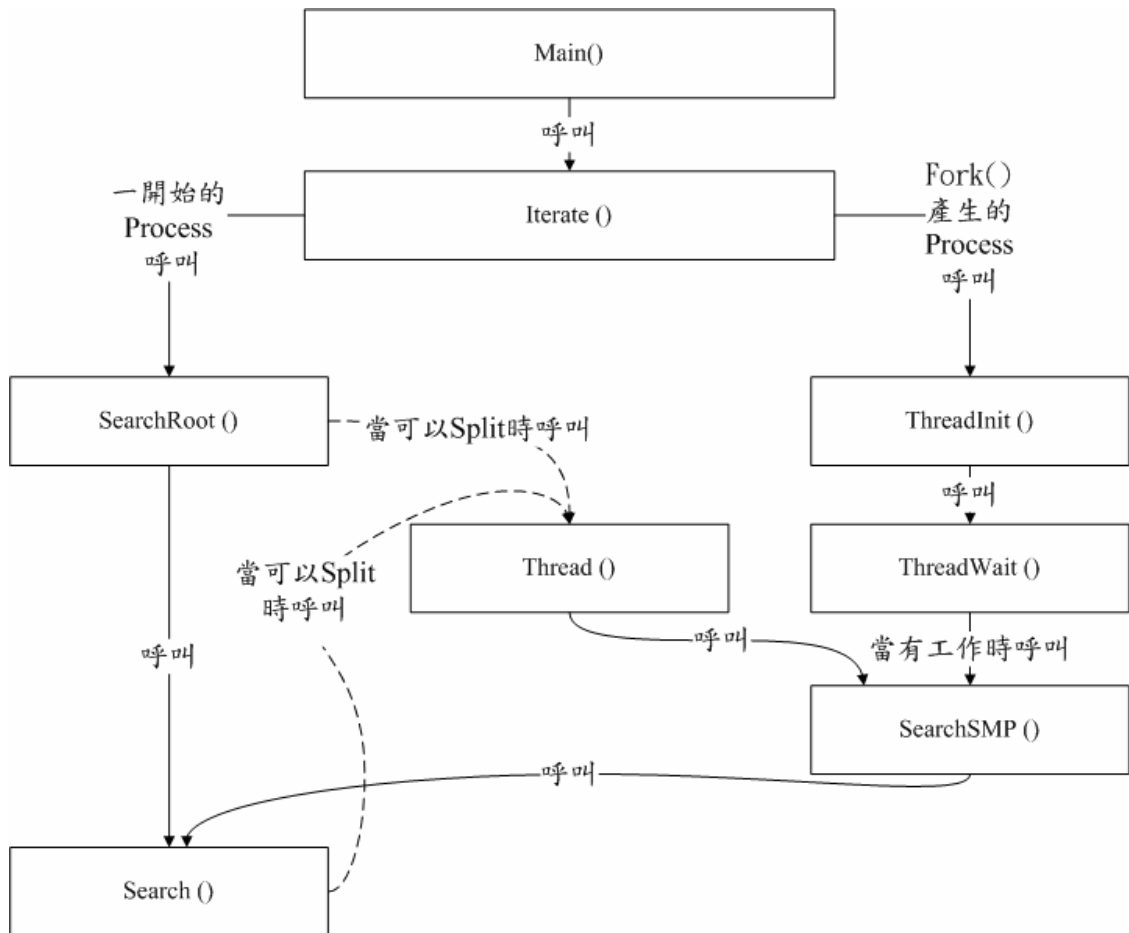 Main()
呼叫
Iterate ()
一開始的
Process
呼叫
Fork()
產生的
Process
呼叫
SearchRoot ()
當可以Split時呼叫
ThreadInit ()
呼叫
Thread ()
ThreadWait ()
當可以Split
時呼叫
呼叫
當有工作時呼叫
呼叫
SearchSMP ()
呼叫
Search ()